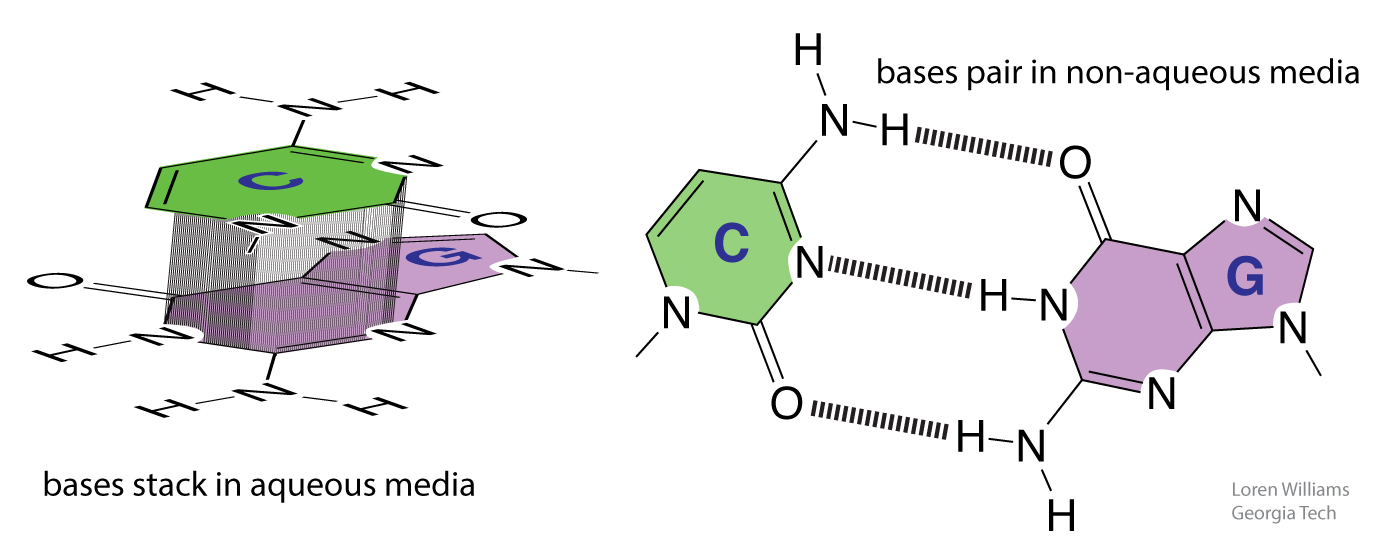 H N H
C N
N O
N G
O N
H N N
H N H
bases stack in aqueous media
bases pair in non-aqueous media
H
N H O
C N
N
O
N
G
H N N
N
H N
H
Loren Williams
Georgia Tech